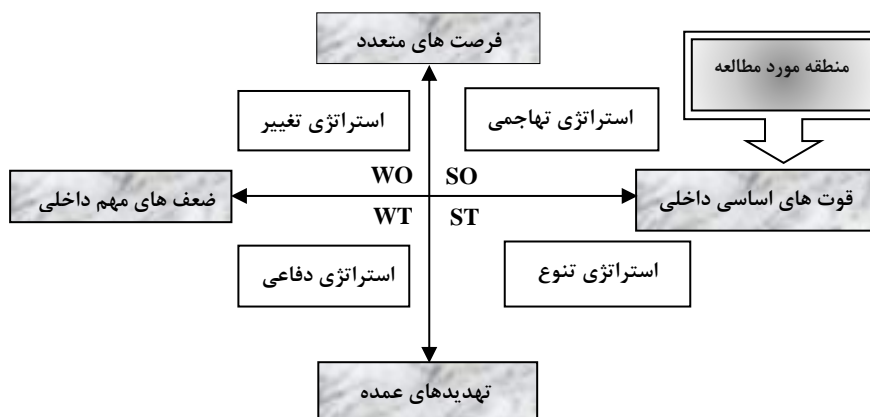 فرصت های متعدد
منطقه مورد مطالعه
استراتژی تهاجمی
استراتژی تغییر
SO
WO
قوت های اساسی داخلی
ضعف های مهم داخلی
ST
WT
استراتژی تنوع
استراتژی دفاعی
تهدیدهای عمده